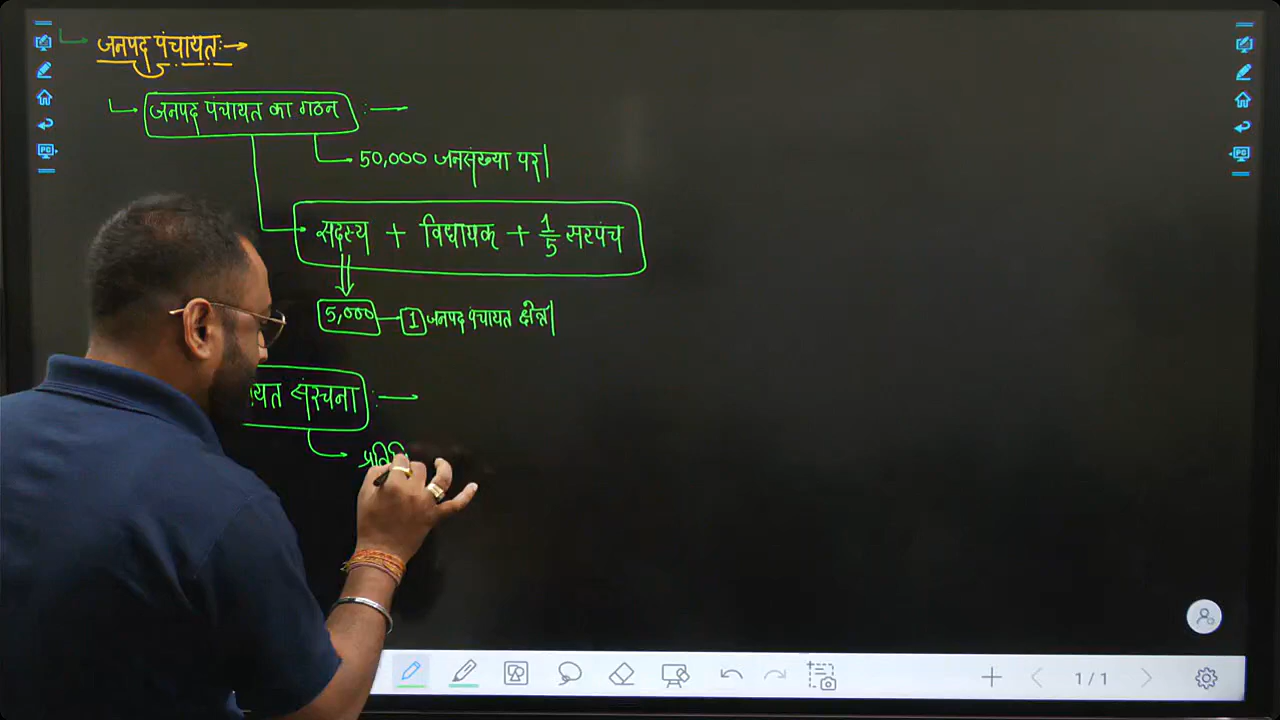 जनपद पंचायतः→
जनपद पंचायत का गठन :—
50,000 जनसंख्या पर|
सदस्य + विधायक + 1/5 सरपंच
5,000 — 1 जनपद पंचायत क्षेत्र|
संरचना :→
1/1